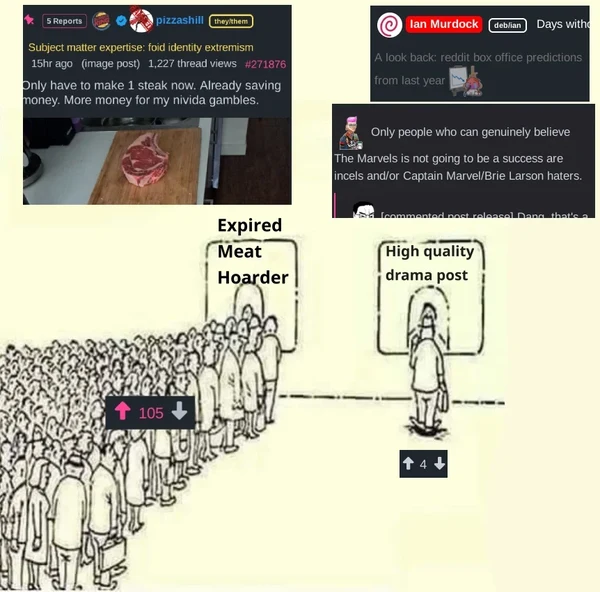 5 Reports pizzashill they/them
Subject matter expertise: foid identity extremism
15hr ago (image post) 1,227 thread views #271876
Only have to make 1 steak now. Already saving
money. More money for my nivida gambles.
Ian Murdock deb/ian Days witho
A look back: reddit box office predictions
from last year
Only people who can genuinely believe
The Marvels is not going to be a success are
incels and/or Captain Marvel/Brie Larson haters.
[commented post release] Dang, that's a
Expired
Meat
Hoarder
High quality
drama post
105
4